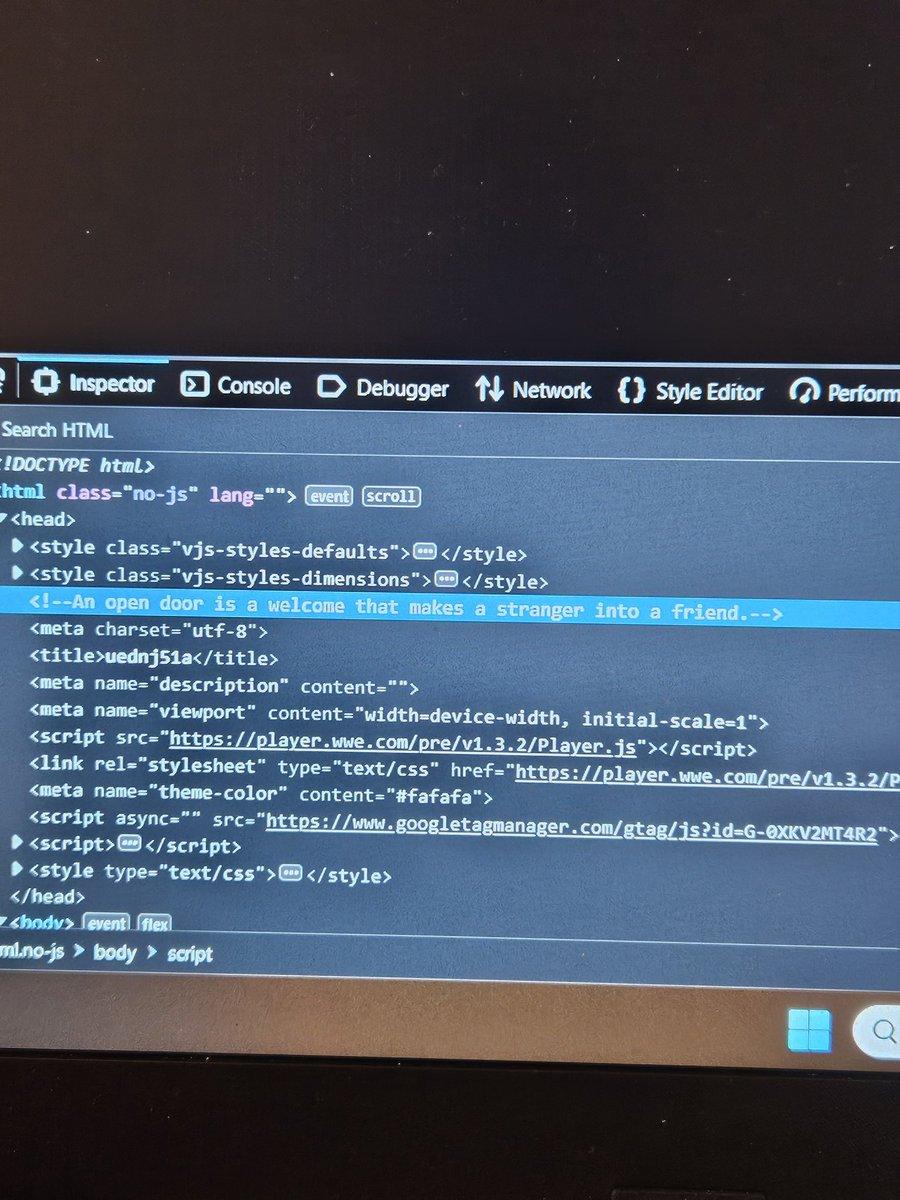 Inspector Console Debugger Network {} Style Editor Perform
Search HTML
!DOCTYPE html>
html class="no-js" lang=""> event scroll
<head>
<style class="vjs-styles-defaults"></style>
<style class="vjs-styles-dimensions"></style>
<!--An open door is a welcome that makes a stranger into a friend.-->
<meta charset="utf-8">
<title>uednj51a</title>
<meta name="description" content="">
<meta name="viewport" content="width=device-width, initial-scale=1">
<script src="https://player.wwe.com/pre/v1.3.2/Player.js"></script>
<link rel="stylesheet" type="text/css" href="https://player.wwe.com/pre/v1.3.2/P
<meta name="theme-color" content="#fafafa">
<script async="" src="https://www.googletagmanager.com/gtag/js?id=G-0XKV2MT4R2">
<script></script>
<style type="text/css"></style>
</head>
<body> event flex
ml.no-js > body > script